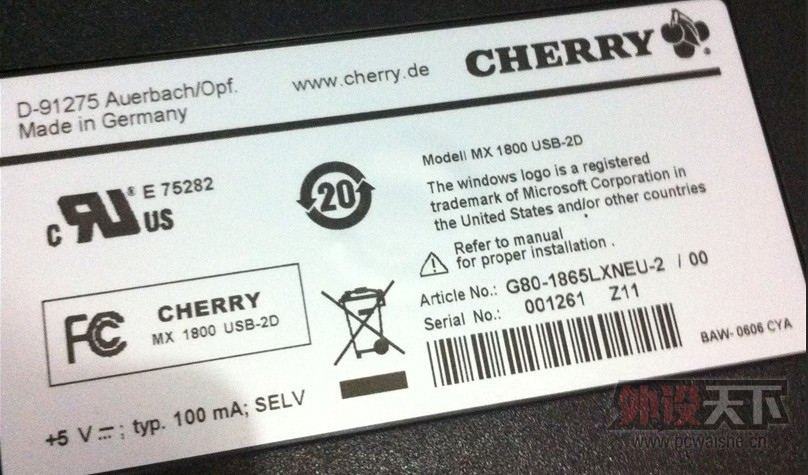 D-91275 Auerbach/Opf.
Made in Germany
www.cherry.de
CHERRY
c RU US
® E 75282
20
Modell MX 1800 USB-2D
The windows logo is a registered
trademark of Microsoft Corporation in
the United States and/or other countries
Refer to manual
for proper installation .
FC CHERRY
MX 1800 USB-2D
Article No.: G80-1865LXNEU-2 / 00
Serial No.: 001261 Z11
BAW- 0606 CYA
+5 V ⎓ ; typ. 100 mA; SELV
外设天下
www.pcwaishe.cn